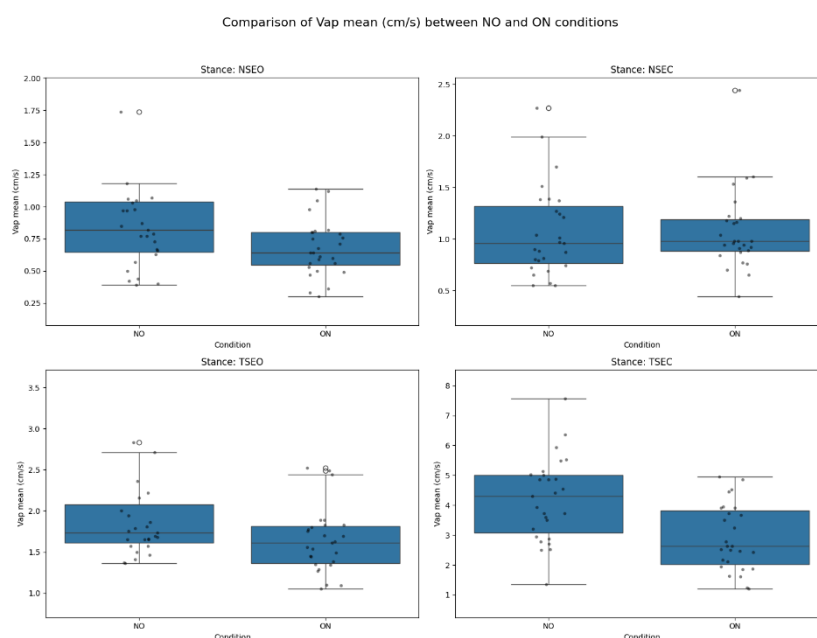 Comparison of Vap mean (cm/s) between NO and ON conditions
Stance: NSEO
Stance: NSEC
2.00
1.75
1.50
1.25
1.00
0.75
0.50
0.25
Vap mean (cm/s)
NO
ON
Condition
2.5
2.0
1.5
1.0
0.5
Vap mean (cm/s)
NO
ON
Condition
Stance: TSEO
Stance: TSEC
3.5
3.0
2.5
2.0
1.5
1.0
Vap mean (cm/s)
NO
ON
Condition
8
7
6
5
4
3
2
1
Vap mean (cm/s)
NO
ON
Condition